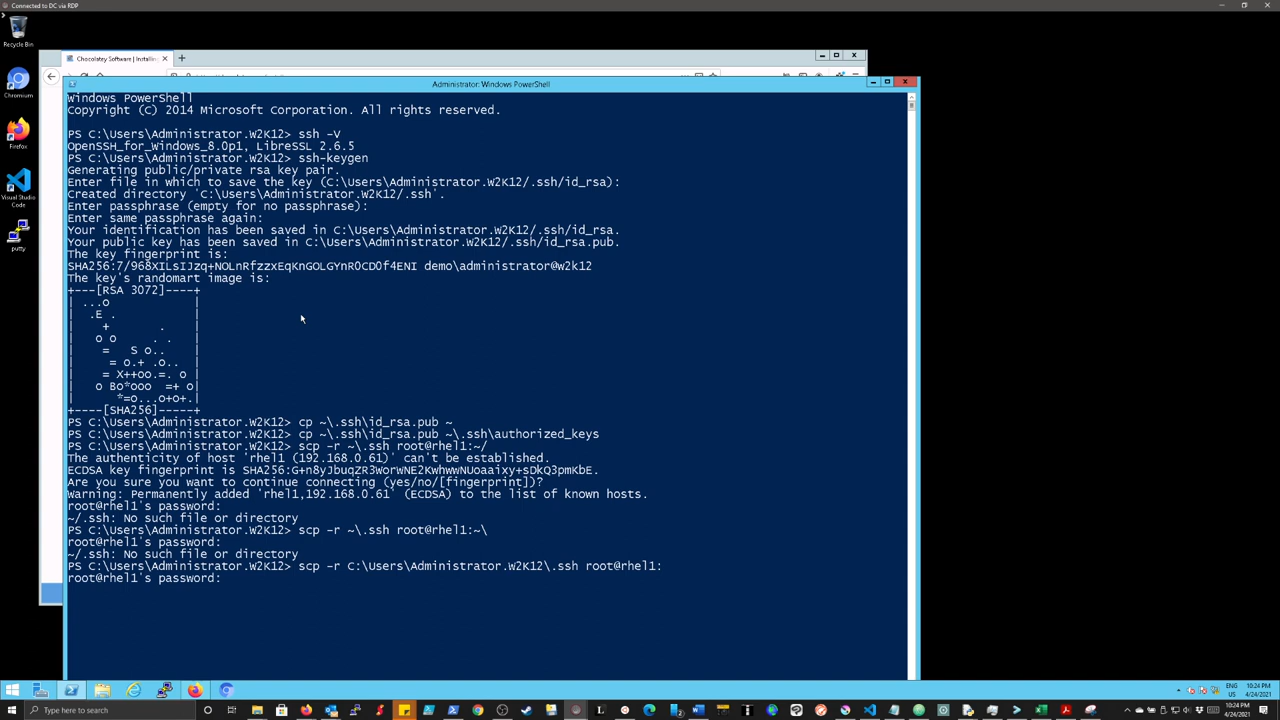 Connected to DC via RDP
Recycle Bin
Chromium
Firefox
Visual Studio
Code
putty
Chocolatey Software | Installin
Administrator: Windows PowerShell
Windows PowerShell
Copyright (C) 2014 Microsoft Corporation. All rights reserved.
PS C:\Users\Administrator.W2K12> ssh -V
OpenSSH_for_Windows_8.0p1, LibreSSL 2.6.5
PS C:\Users\Administrator.W2K12> ssh-keygen
Generating public/private rsa key pair.
Enter file in which to save the key (C:\Users\Administrator.W2K12/.ssh/id_rsa):
Created directory 'C:\Users\Administrator.W2K12/.ssh'.
Enter passphrase (empty for no passphrase):
Enter same passphrase again:
Your identification has been saved in C:\Users\Administrator.W2K12/.ssh/id_rsa.
Your public key has been saved in C:\Users\Administrator.W2K12/.ssh/id_rsa.pub.
The key fingerprint is:
SHA256:7/968XILsIJzq+NOLnRfzzxEqKnGOLGYnR0CD0f4ENI demo\administrator@w2k12
The key's randomart image is:
+---[RSA 3072]----+
|  ...o           |
|   .E .          |
|     +       .   |
|    o o     . .  |
|     =   S o..   |
|      = o.+ .o.. |
|     = X++oo.=. o|
|    o Bo*ooo  =+ o|
|       *=o...o+o+.|
+----[SHA256]-----+
PS C:\Users\Administrator.W2K12> cp ~\.ssh\id_rsa.pub ~
PS C:\Users\Administrator.W2K12> cp ~\.ssh\id_rsa.pub ~\.ssh\authorized_keys
PS C:\Users\Administrator.W2K12> scp -r ~\.ssh root@rhel1:~/
The authenticity of host 'rhel1 (192.168.0.61)' can't be established.
ECDSA key fingerprint is SHA256:G+n8yJbuqZR3WorWNE2KwhwwNUoaaixy+sDkQ3pmKbE.
Are you sure you want to continue connecting (yes/no/[fingerprint])?
Warning: Permanently added 'rhel1,192.168.0.61' (ECDSA) to the list of known hosts.
root@rhel1's password:
~/.ssh: No such file or directory
PS C:\Users\Administrator.W2K12> scp -r ~\.ssh root@rhel1:~\
root@rhel1's password:
~/.ssh: No such file or directory
PS C:\Users\Administrator.W2K12> scp -r C:\Users\Administrator.W2K12\.ssh root@rhel1:
root@rhel1's password:
ENG
US
10:24 PM
4/24/2021
Type here to search
10:24 PM
4/24/2021